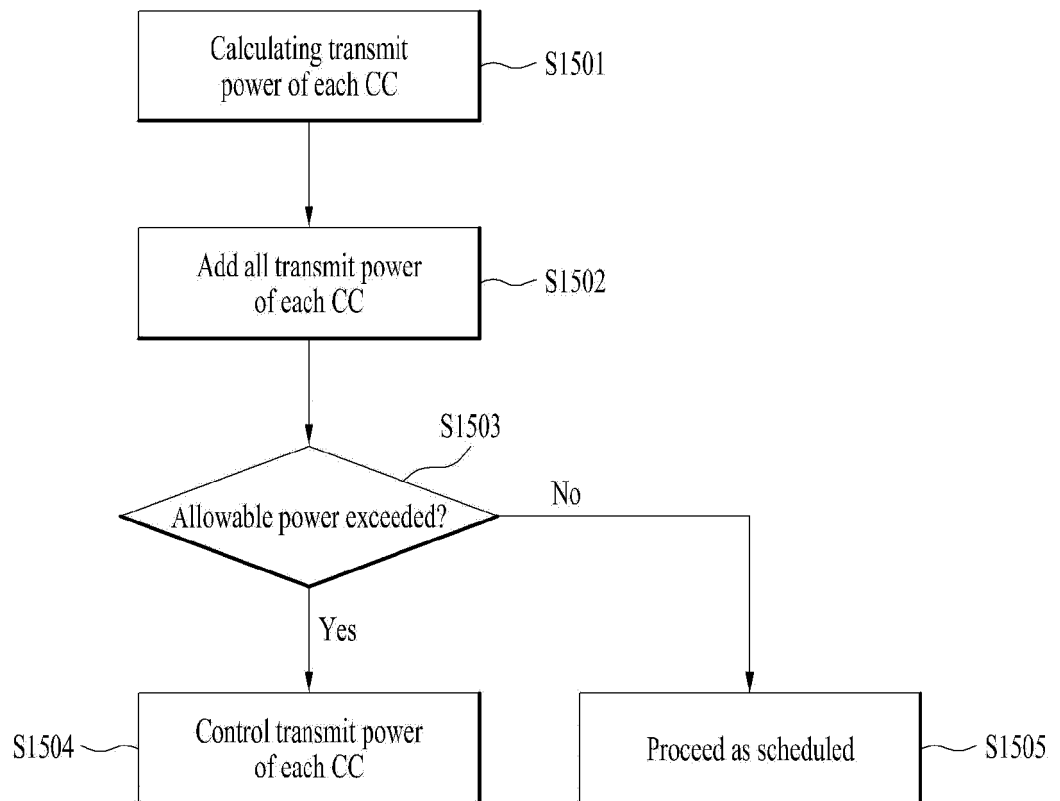 Calculating transmit
power of each CC
S1501
Add all transmit power
of each CC
S1502
S1503
Allowable power exceeded?
No
Yes
S1504
Control transmit power
of each CC
Proceed as scheduled
S1505